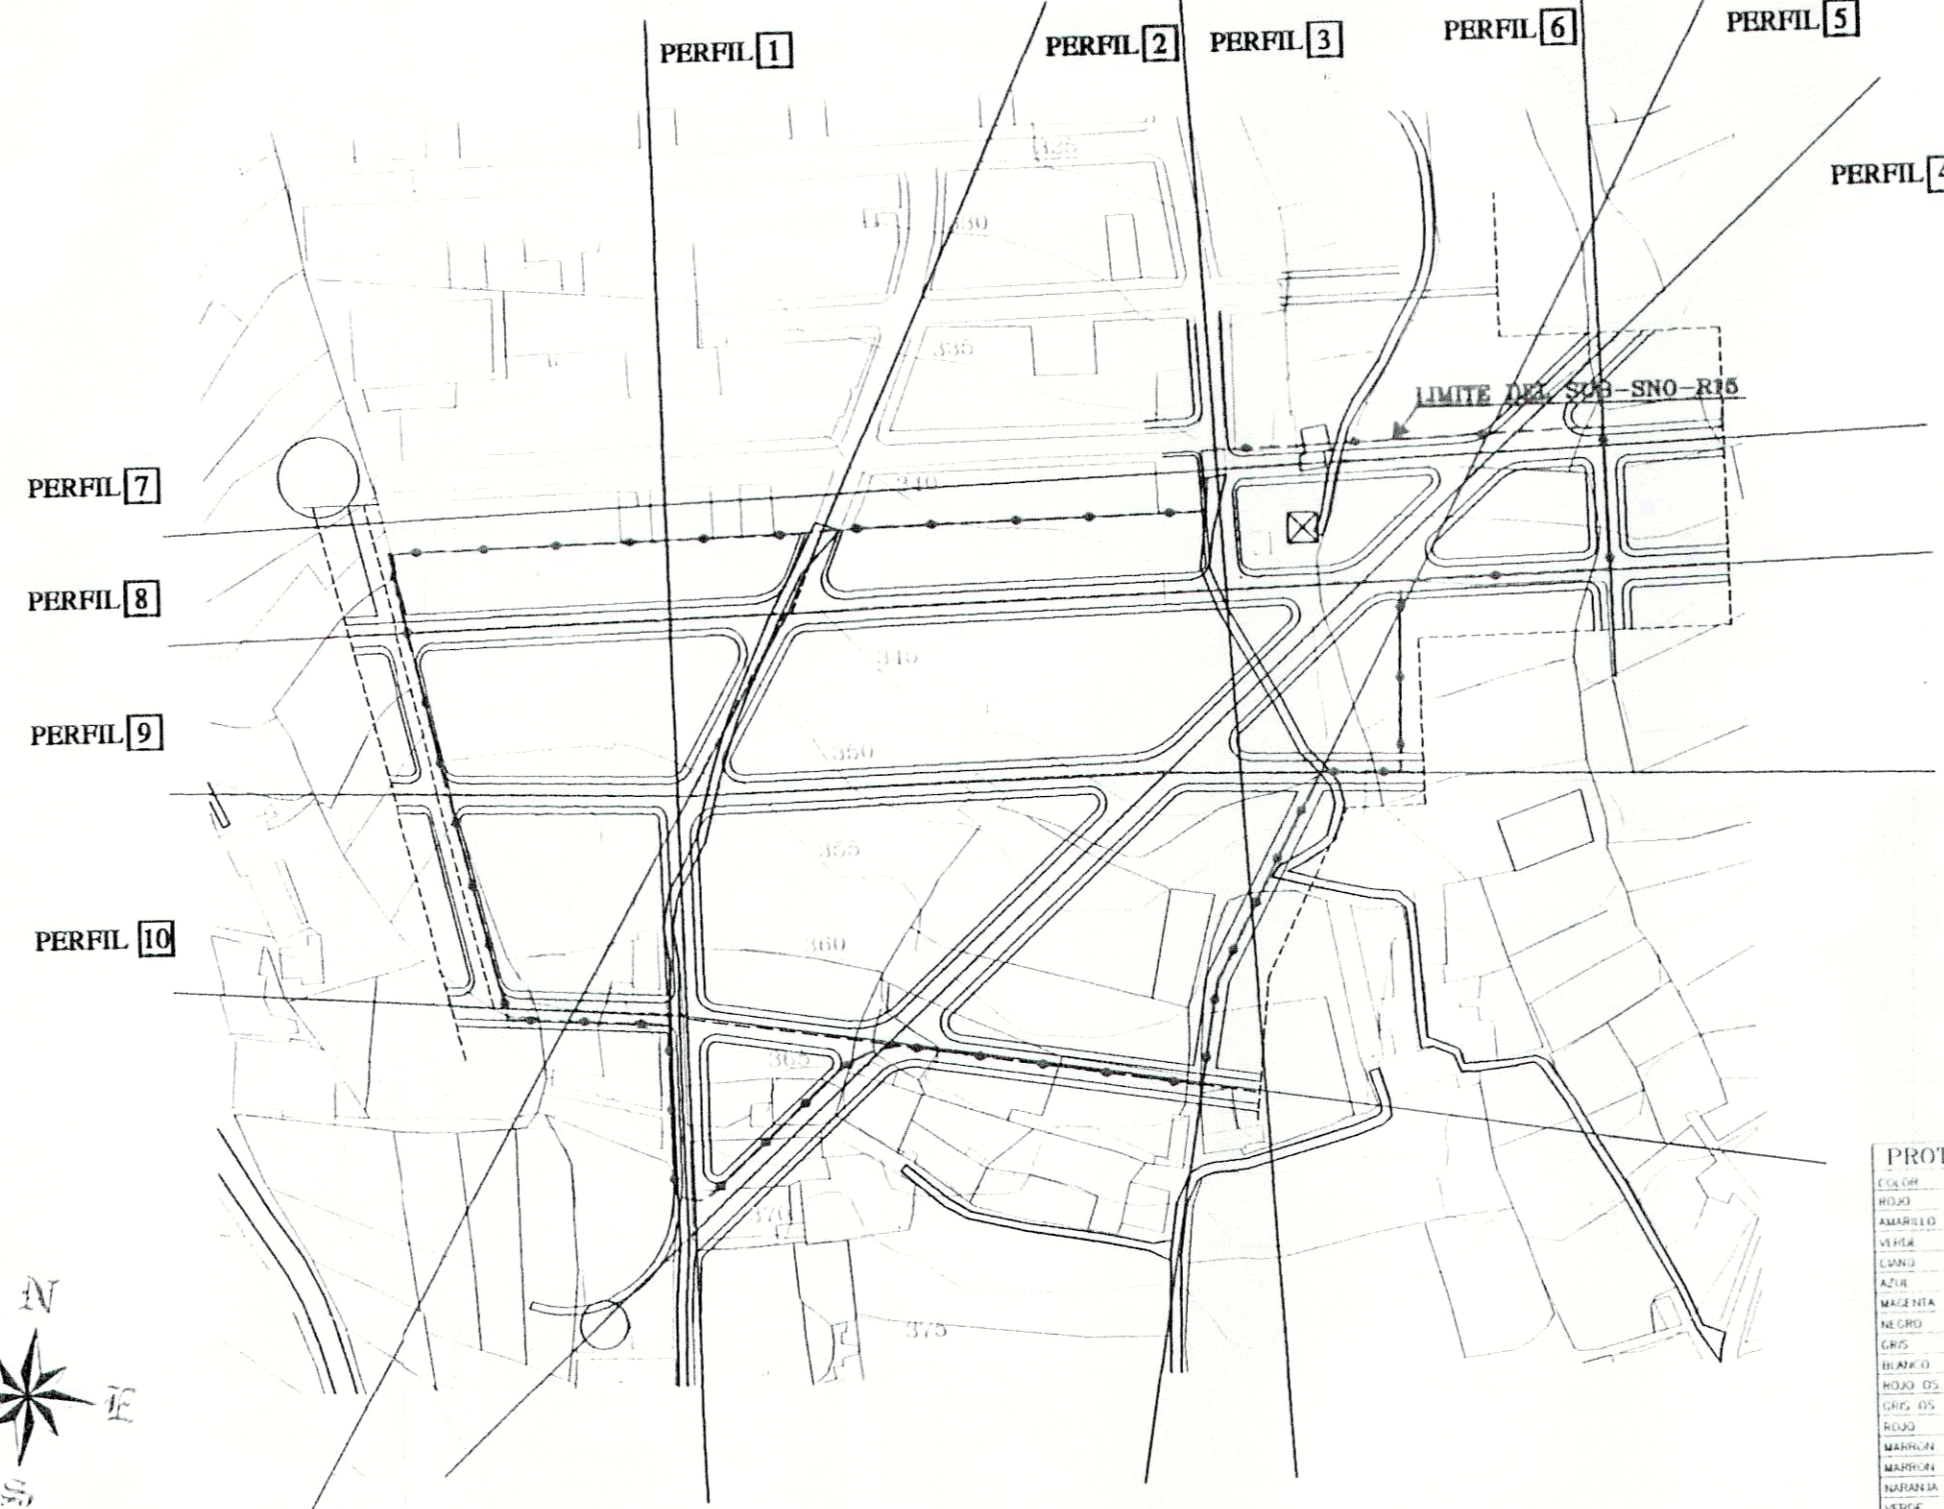 PERFIL 1
PERFIL 2
PERFIL 3
PERFIL 6
PERFIL 5
PERFIL 4
325
330
335
LIMITE DEL SUB-SNO-R15
PERFIL 7
340
PERFIL 8
345
PERFIL 9
350
355
PERFIL 10
360
365
370
375
N
E
S
PROT
COLOR
ROJO
AMARILLO
VERDE
CIANO
AZUL
MAGENTA
NEGRO
GRIS
BLANCO
ROJO OS
GRIS OS
ROJO
MARRON
MARRON
NARANJA
VERDE